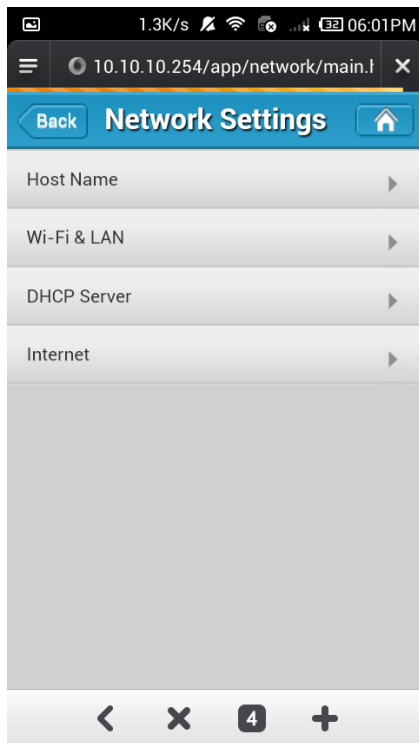 1.3K/s 32 06:01PM
10.10.10.254/app/network/main.h
Back Network Settings
Host Name
Wi-Fi & LAN
DHCP Server
Internet
4